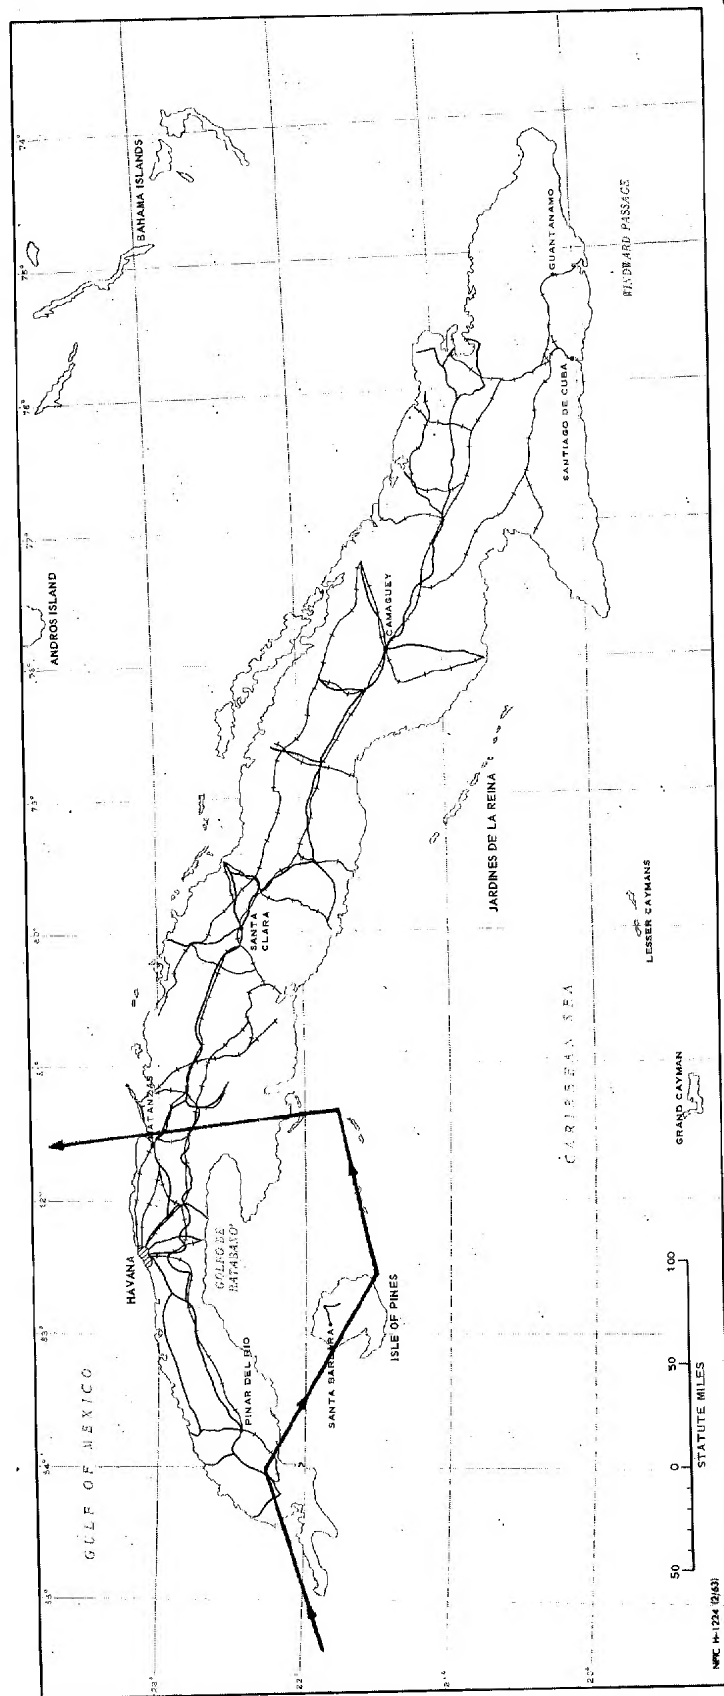 GULF OF MEXICO
HAVANA
MATANZAS
ANDROS ISLAND
BAHAMA ISLANDS
PINAR DEL RIO
GOLFO DE
BATABANO
SANTA BARBARA
ISLE OF PINES
SANTA
CLARA
CAMAGUEY
JARDINES DE LA REINA
SANTIAGO DE CUBA
GUANTANAMO
WINDWARD PASSAGE
CARIBBEAN SEA
GRAND CAYMAN
LESSER CAYMANS
84°
83°
82°
81°
80°
79°
78°
77°
76°
75°
74°
23°
22°
21°
20°
50 0 50 100
STATUTE MILES
NPIC H-1224 (2/63)